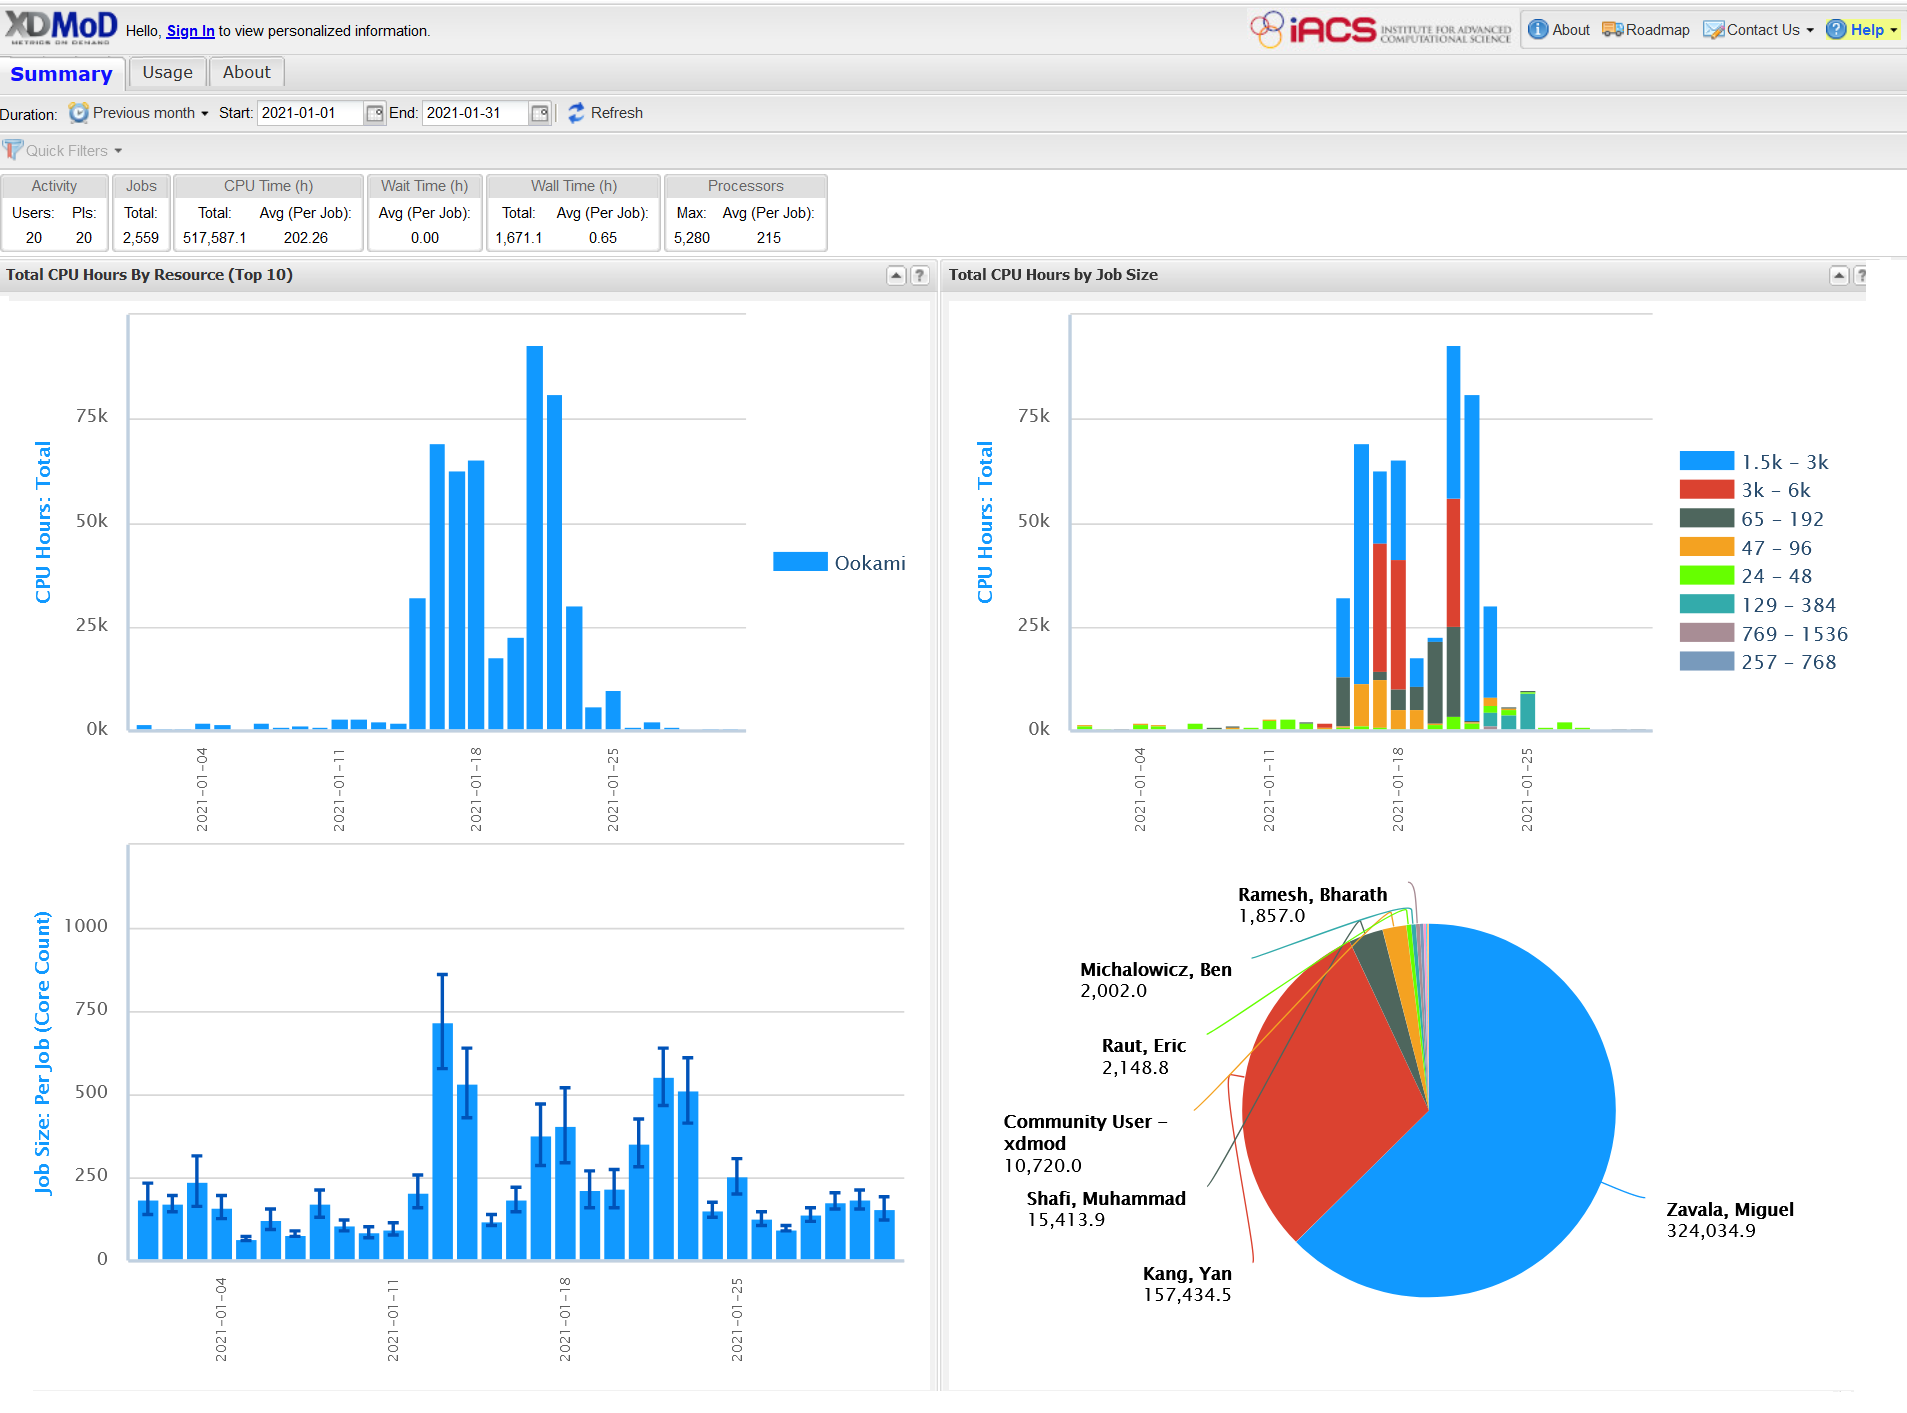 XDMoD
METRICS ON DEMAND
Hello, Sign In to view personalized information.
iACS INSTITUTE FOR ADVANCED COMPUTATIONAL SCIENCE
About Roadmap Contact Us Help
Summary Usage About
Duration: Previous month Start: 2021-01-01 End: 2021-01-31 Refresh
Quick Filters
Activity Jobs CPU Time (h) Wait Time (h) Wall Time (h) Processors
Users: PIs: Total: Total: Avg (Per Job): Avg (Per Job): Total: Avg (Per Job): Max: Avg (Per Job):
20 20 2,559 517,587.1 202.26 0.00 1,671.1 0.65 5,280 215
Total CPU Hours By Resource (Top 10)
CPU Hours: Total
75k
50k
25k
0k
2021-01-04
2021-01-11
2021-01-18
2021-01-25
Ookami
Total CPU Hours by Job Size
CPU Hours: Total
75k
50k
25k
0k
2021-01-04
2021-01-11
2021-01-18
2021-01-25
1.5k – 3k
3k – 6k
65 – 192
47 – 96
24 – 48
129 – 384
769 – 1536
257 – 768
Job Size: Per Job (Core Count)
1000
750
500
250
0
2021-01-04
2021-01-11
2021-01-18
2021-01-25
Ramesh, Bharath
1,857.0
Michalowicz, Ben
2,002.0
Raut, Eric
2,148.8
Community User –
xdmod
10,720.0
Shafi, Muhammad
15,413.9
Kang, Yan
157,434.5
Zavala, Miguel
324,034.9